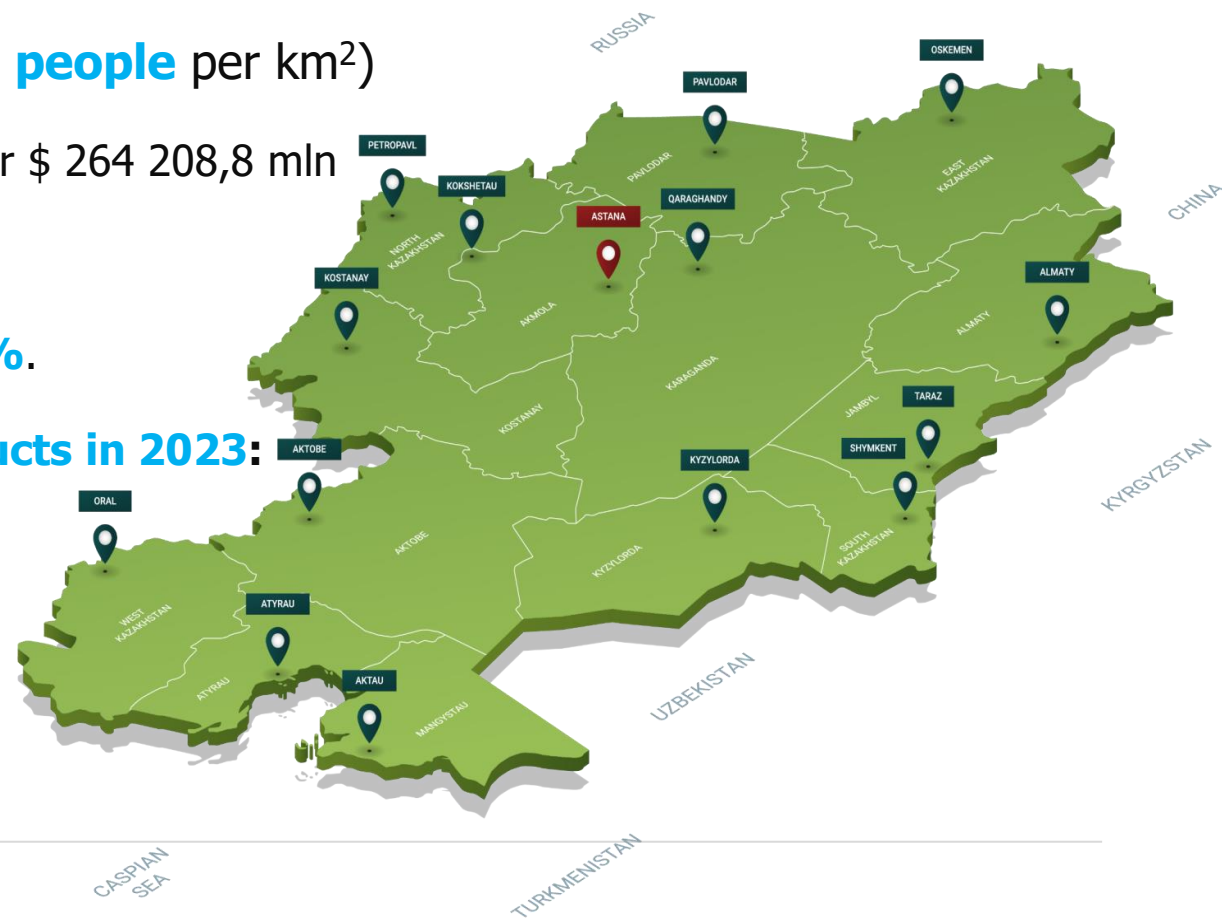 people per km²)
r $ 264 208,8 mln
%.
ucts in 2023:
RUSSIA
OSKEMEN
PAVLODAR
PETROPAVL
PAVLODAR
EAST
KAZAKHSTAN
KOKSHETAU
QARAGHANDY
CHINA
ASTANA
NORTH
KAZAKHSTAN
KOSTANAY
ALMATY
AKMOLA
ALMATY
KARAGANDA
TARAZ
JAMBYL
KOSTANAY
AKTOBE
SHYMKENT
KYZYLORDA
KYRGYZSTAN
ORAL
AKTOBE
KYZYLORDA
SOUTH
KAZAKHSTAN
ATYRAU
WEST
KAZAKHSTAN
AKTAU
ATYRAU
MANGYSTAU
UZBEKISTAN
CASPIAN
SEA
TURKMENISTAN